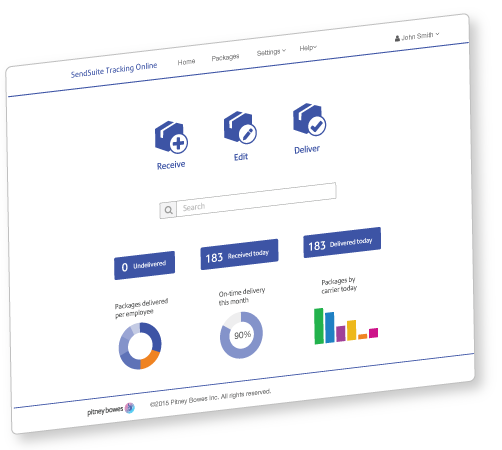 SendSuite Tracking Online
Home
Packages
Settings
Help
John Smith
Receive
Edit
Deliver
Search
0 Undelivered
183 Received today
183 Delivered today
Packages delivered
per employee
On-time delivery
this month
90%
Packages by
carrier today
pitney bowes
©2015 Pitney Bowes Inc. All rights reserved.